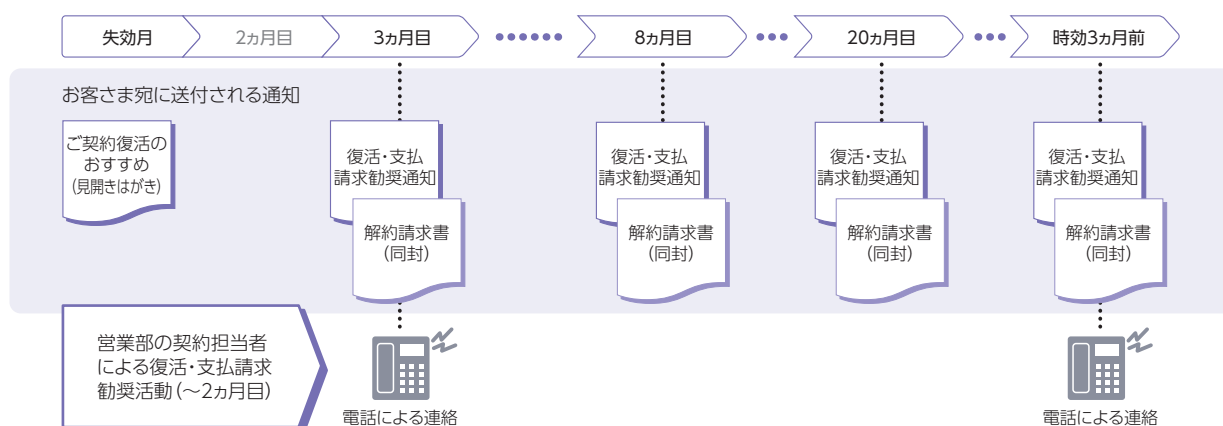 失効月
2ヵ月目
3ヵ月目
8ヵ月目
20ヵ月目
時効3ヵ月前
お客さま宛に送付される通知
ご契約復活の
おすすめ
(見開きはがき)
復活・支払
請求勧奨通知
解約請求書
(同封)
復活・支払
請求勧奨通知
解約請求書
(同封)
復活・支払
請求勧奨通知
解約請求書
(同封)
復活・支払
請求勧奨通知
解約請求書
(同封)
営業部の契約担当者
による復活・支払請求
勧奨活動(～2ヵ月目)
電話による連絡
電話による連絡